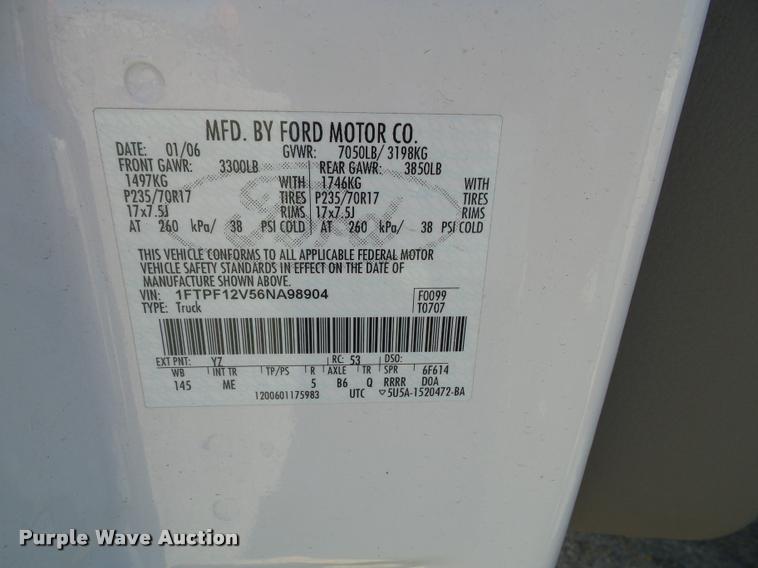 MFD. BY FORD MOTOR CO.
DATE: 01/06 GVWR: 7050LB/ 3198KG
FRONT GAWR: 3300LB REAR GAWR: 3850LB
1497KG WITH 1746KG WITH
P235/70R17 TIRES P235/70R17 TIRES
17x7.5J RIMS 17x7.5J RIMS
AT 260 kPa/ 38 PSI COLD AT 260 kPa/ 38 PSI COLD
Ford
THIS VEHICLE CONFORMS TO ALL APPLICABLE FEDERAL MOTOR
VEHICLE SAFETY STANDARDS IN EFFECT ON THE DATE OF
MANUFACTURE SHOWN ABOVE.
VIN: 1FTPF12V56NA98904 F0099
TYPE: Truck T0707
EXT PNT: YZ RC: 53 DSO:
WB INT TR TP/PS R AXLE TR SPR 6F614
145 ME 5 B6 Q RRRR DOA
1200601175983 UTC ▽5U5A-1520472-BA
Purple Wave Auction